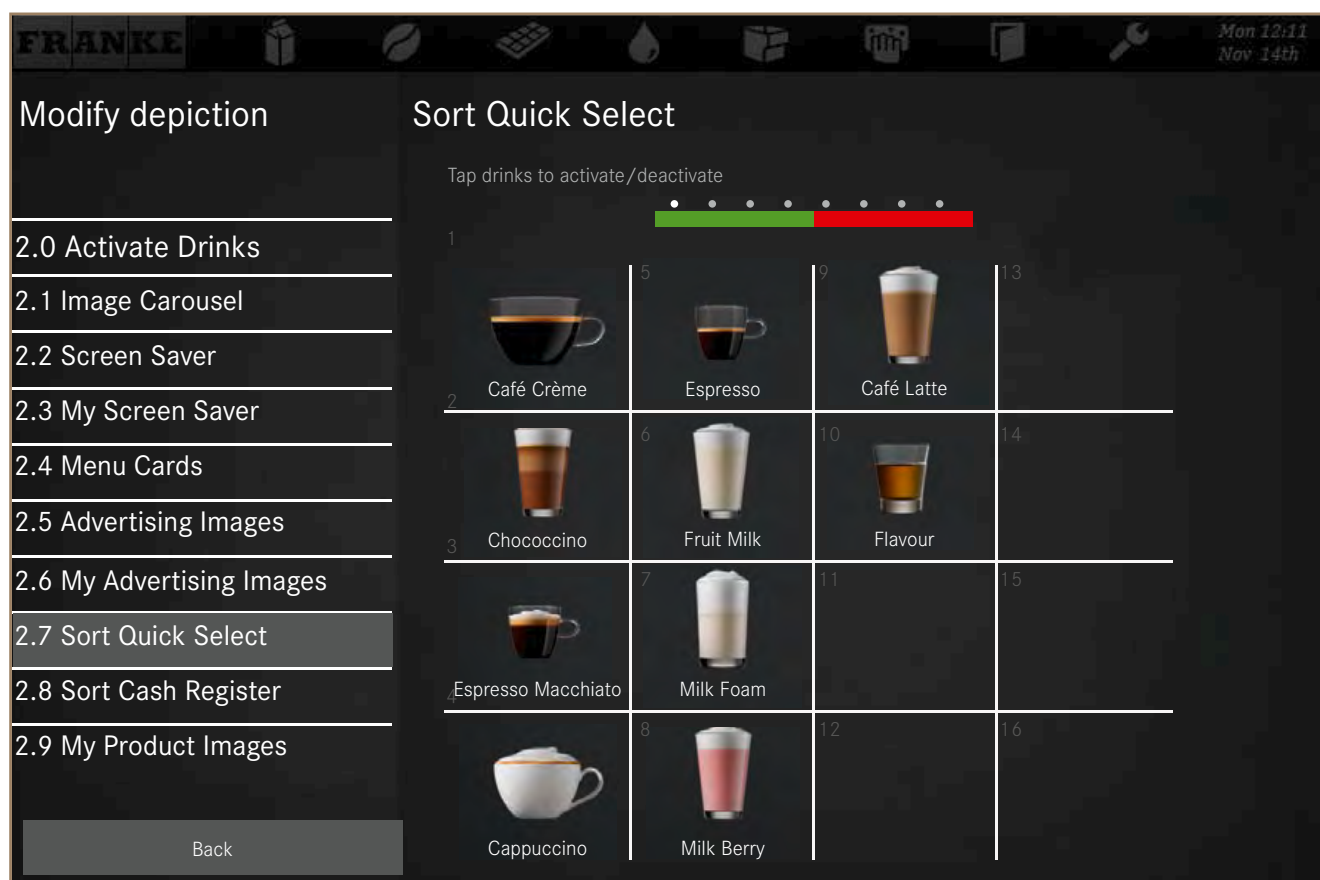 FRANKE
Mon 12:11
Nov 14th
Modify depiction
2.0 Activate Drinks
2.1 Image Carousel
2.2 Screen Saver
2.3 My Screen Saver
2.4 Menu Cards
2.5 Advertising Images
2.6 My Advertising Images
2.7 Sort Quick Select
2.8 Sort Cash Register
2.9 My Product Images
Back
Sort Quick Select
Tap drinks to activate/deactivate
1
5
9
13
Café Crème
Espresso
Café Latte
2
6
10
14
Chococcino
Fruit Milk
Flavour
3
7
11
15
Espresso Macchiato
Milk Foam
4
8
12
16
Cappuccino
Milk Berry